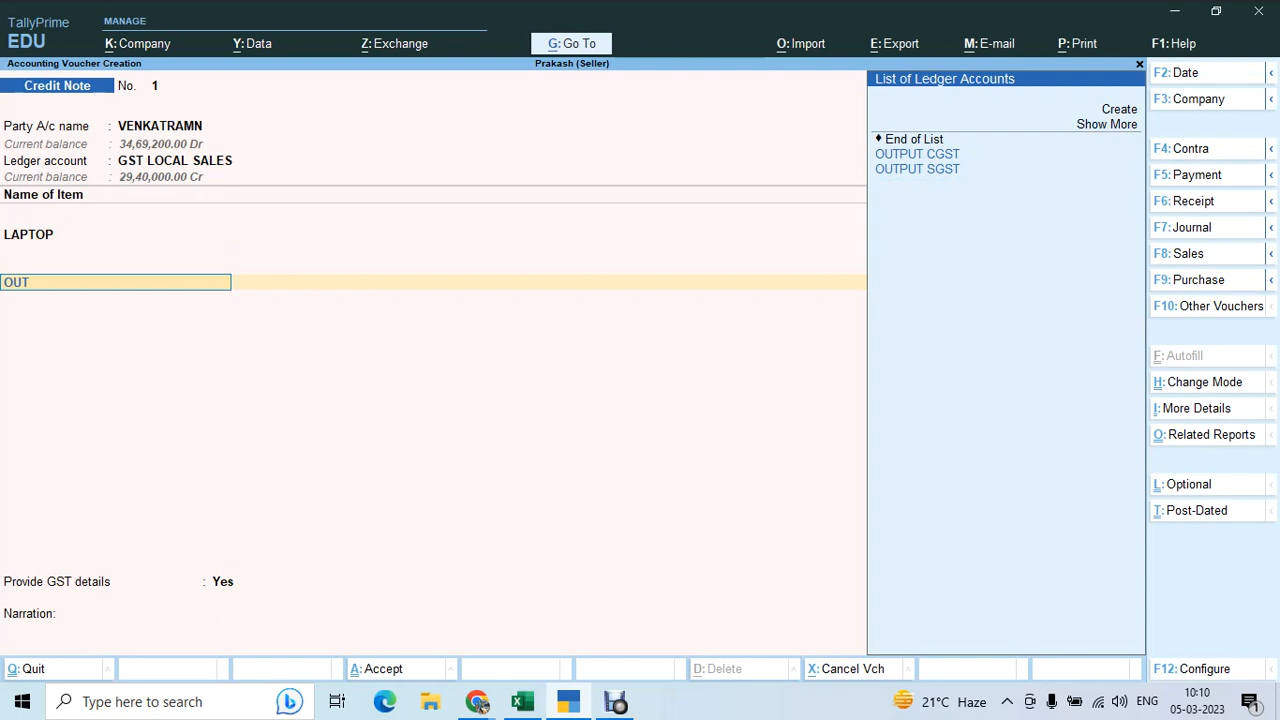 TallyPrime
EDU
MANAGE
K: Company
Y: Data
Z: Exchange
G: Go To
O: Import
E: Export
M: E-mail
P: Print
F1: Help
Accounting Voucher Creation
Prakash (Seller)
Credit Note
No. 1
Party A/c name : VENKATRAMN
Current balance : 34,69,200.00 Dr
Ledger account : GST LOCAL SALES
Current balance : 29,40,000.00 Cr
Name of Item
LAPTOP
OUT
Provide GST details : Yes
Narration:
List of Ledger Accounts
Create
Show More
♦ End of List
OUTPUT CGST
OUTPUT SGST
F2: Date
F3: Company
F4: Contra
F5: Payment
F6: Receipt
F7: Journal
F8: Sales
F9: Purchase
F10: Other Vouchers
F: Autofill
H: Change Mode
I: More Details
O: Related Reports
L: Optional
T: Post-Dated
Q: Quit
A: Accept
D: Delete
X: Cancel Vch
F12: Configure
Type here to search
21°C Haze
ENG
10:10
05-03-2023
1